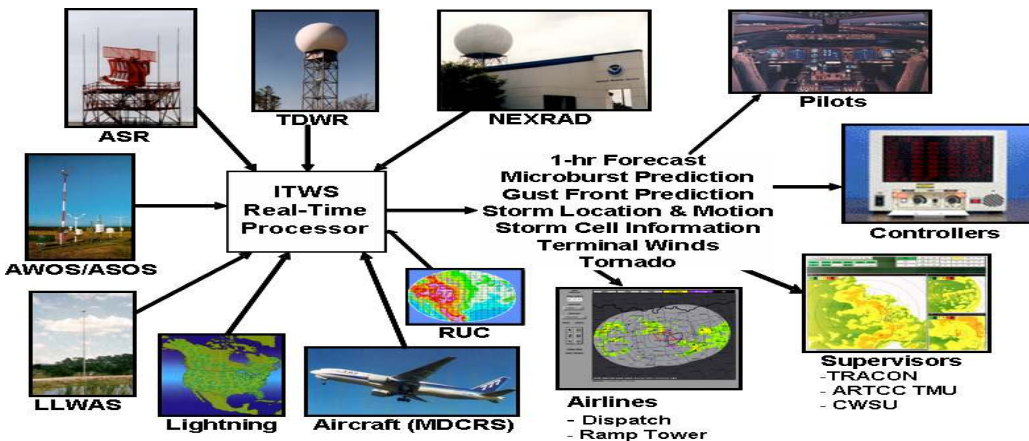 ASR
TDWR
NEXRAD
Pilots
AWOS/ASOS
ITWS
Real-Time
Processor
1-hr Forecast
Microburst Prediction
Gust Front Prediction
Storm Location & Motion
Storm Cell Information
Terminal Winds
Tornado
Controllers
LLWAS
Lightning
Aircraft (MDCRS)
RUC
Airlines
- Dispatch
- Ramp Tower
Supervisors
-TRACON
- ARTCC TMU
- CWSU